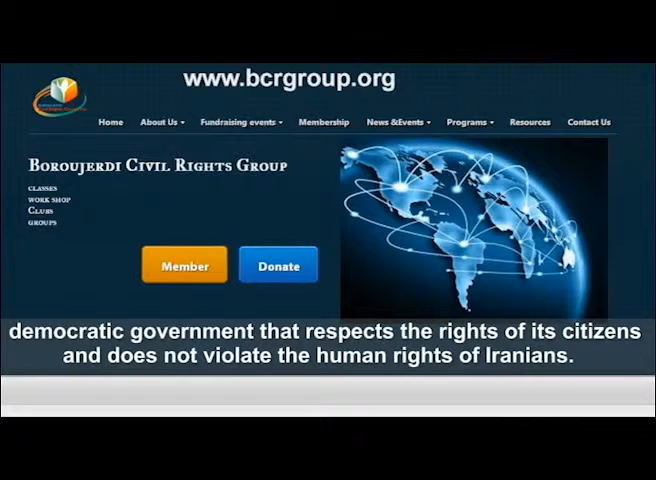 www.bcrgroup.org
Home About Us Fundraising events Membership News &Events Programs Resources Contact Us
Boroujerdi Civil Rights Group
classes
work shop
Clubs
groups
Member Donate
democratic government that respects the rights of its citizens
and does not violate the human rights of Iranians.